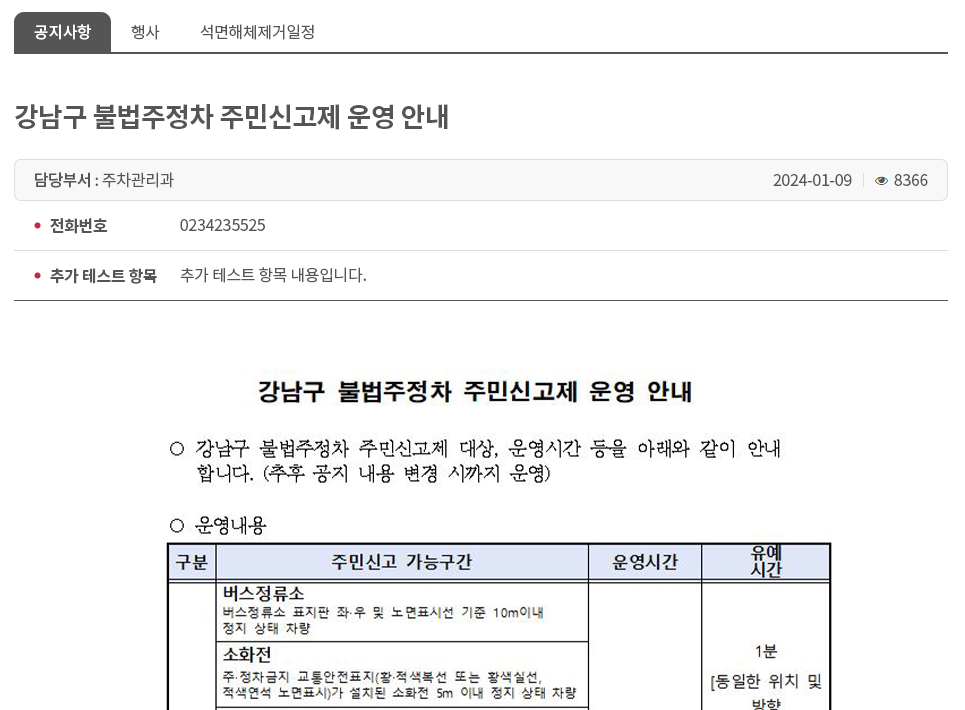 공지사항 행사 석면해체제거일정
강남구 불법주정차 주민신고제 운영 안내
담당부서 : 주차관리과 2024-01-09 8366
전화번호 0234235525
추가 테스트 항목 추가 테스트 항목 내용입니다.
강남구 불법주정차 주민신고제 운영 안내
○ 강남구 불법주정차 주민신고제 대상, 운영시간 등을 아래와 같이 안내
합니다. (추후 공지 내용 변경 시까지 운영)
○ 운영내용
구분 주민신고 가능구간 운영시간 유예
시간
버스정류소
버스정류소 표지판 좌·우 및 노면표시선 기준 10m이내
정지 상태 차량
소화전
주·정차금지 교통안전표지(황·적색복선 또는 황색실선,
적색연석 노면표시)가 설치된 소화전 5m 이내 정지 상태 차량
1분
[동일한 위치 및
방향